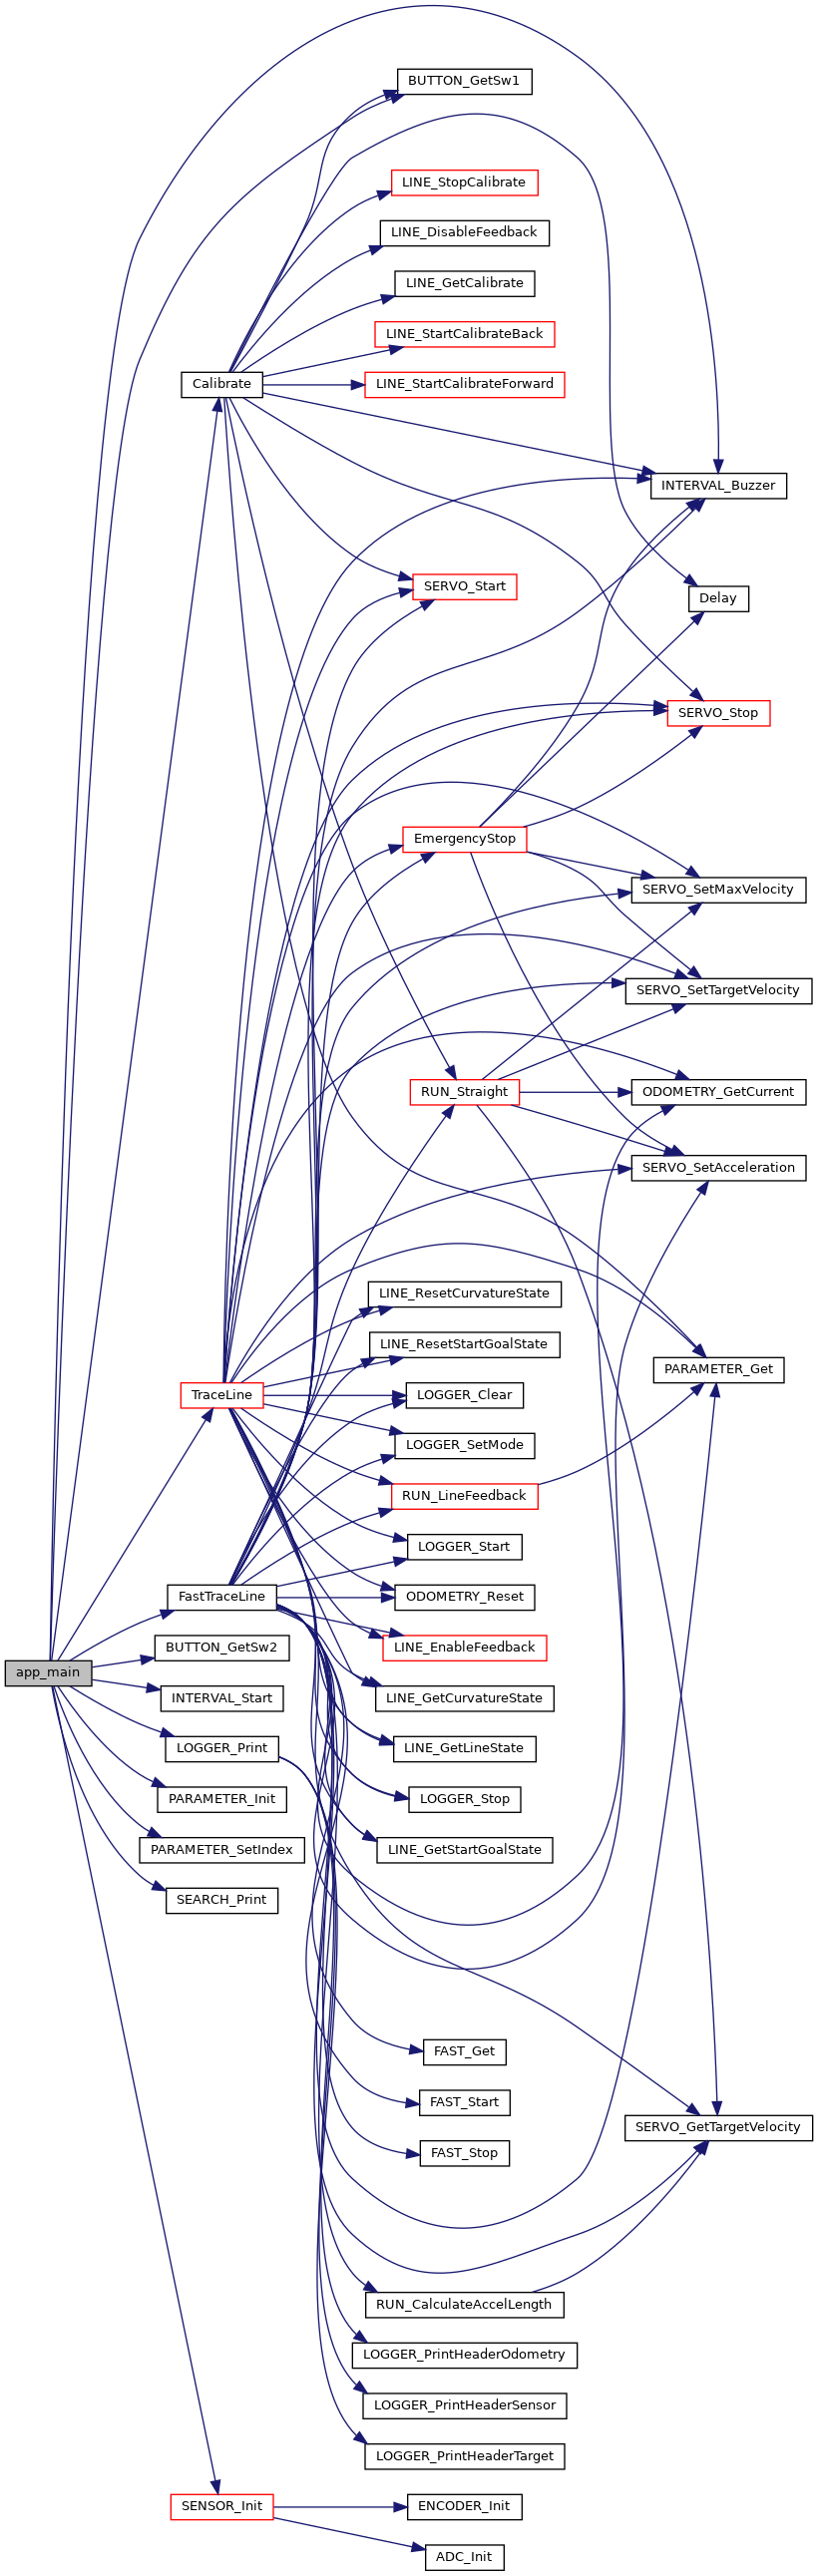 BUTTON_GetSw1
LINE_StopCalibrate
LINE_DisableFeedback
LINE_GetCalibrate
LINE_StartCalibrateBack
Calibrate
LINE_StartCalibrateForward
INTERVAL_Buzzer
SERVO_Start
Delay
SERVO_Stop
EmergencyStop
SERVO_SetMaxVelocity
SERVO_SetTargetVelocity
RUN_Straight
ODOMETRY_GetCurrent
SERVO_SetAcceleration
LINE_ResetCurvatureState
LINE_ResetStartGoalState
PARAMETER_Get
TraceLine
LOGGER_Clear
LOGGER_SetMode
RUN_LineFeedback
LOGGER_Start
FastTraceLine
ODOMETRY_Reset
BUTTON_GetSw2
LINE_EnableFeedback
app_main
INTERVAL_Start
LINE_GetCurvatureState
LOGGER_Print
LINE_GetLineState
PARAMETER_Init
LOGGER_Stop
PARAMETER_SetIndex
LINE_GetStartGoalState
SEARCH_Print
FAST_Get
FAST_Start
SERVO_GetTargetVelocity
FAST_Stop
RUN_CalculateAccelLength
LOGGER_PrintHeaderOdometry
LOGGER_PrintHeaderSensor
LOGGER_PrintHeaderTarget
SENSOR_Init
ENCODER_Init
ADC_Init